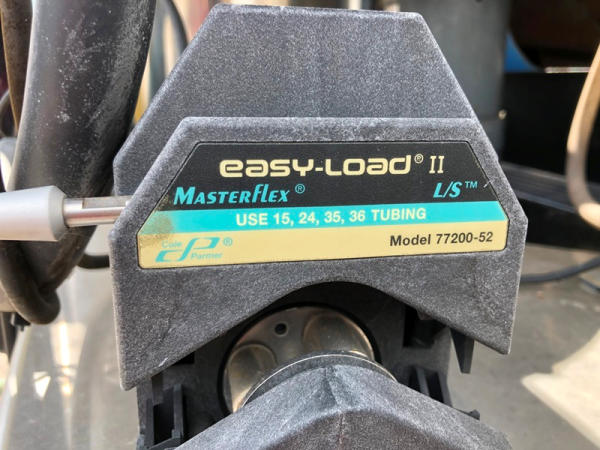 easy-Load® II
MasterFlex® L/S™
USE 15, 24, 35, 36 TUBING
Cole Parmer® Model 77200-52